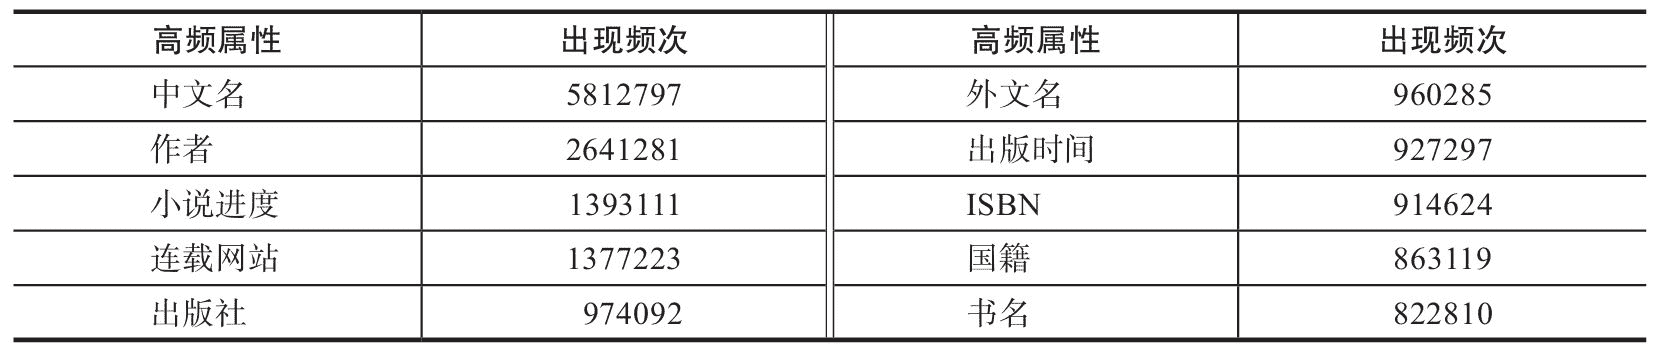 高频属性 出现频次 高频属性 出现频次
中文名 5812797 外文名 960285
作者 2641281 出版时间 927297
小说进度 1393111 ISBN 914624
连载网站 1377223 国籍 863119
出版社 974092 书名 822810